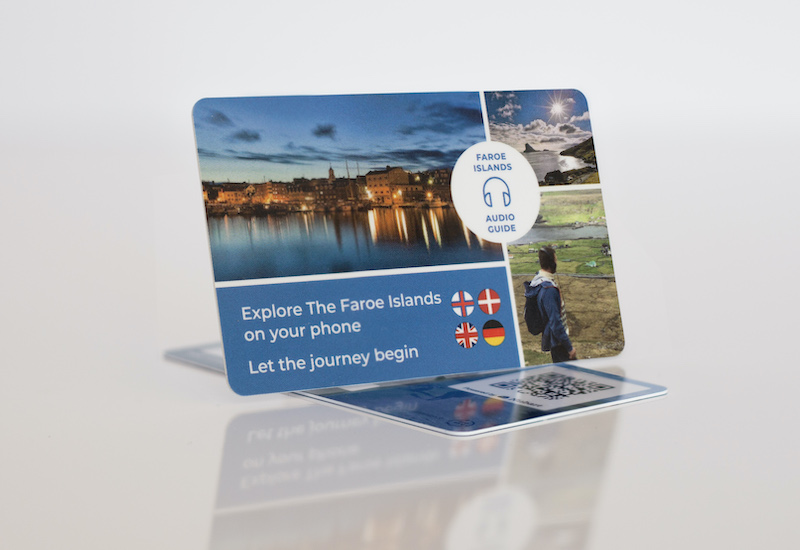 FAROE
ISLANDS
AUDIO
GUIDE
Explore The Faroe Islands
on your phone
Let the journey begin